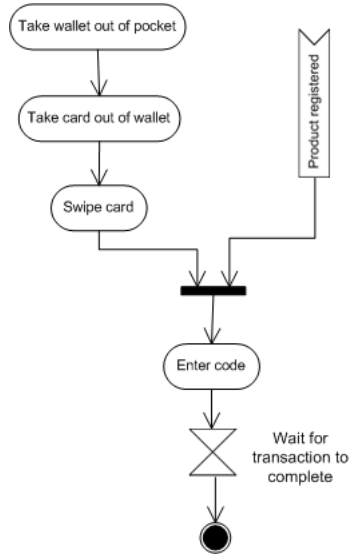 Take wallet out of pocket
Take card out of wallet
Product registered
Swipe card
Enter code
Wait for
transaction to
complete